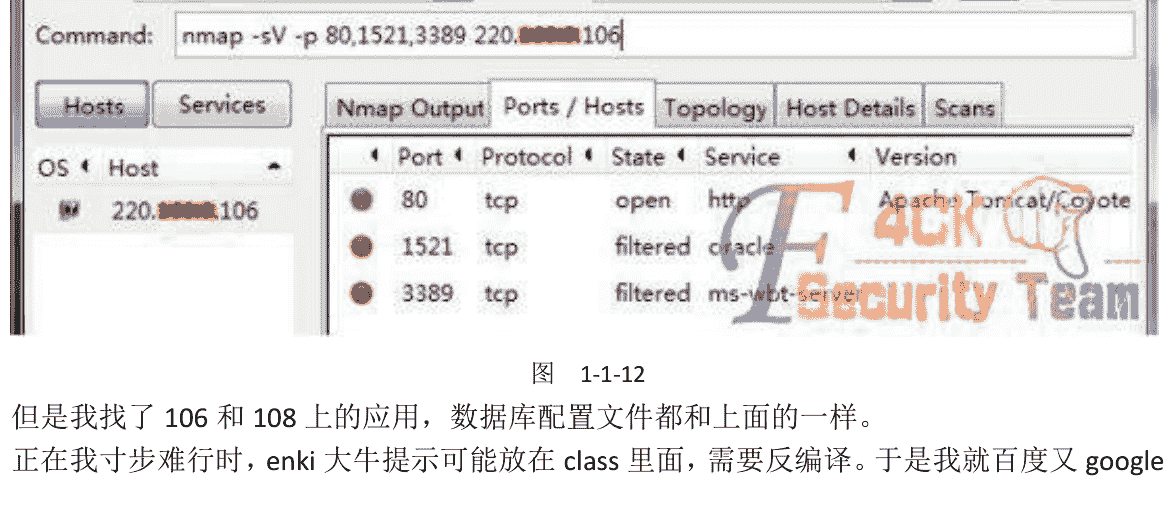 Command: nmap -sV -p 80,1521,3389 220. 106
Hosts Services
Nmap Output Ports / Hosts Topology Host Details Scans
OS Host
220. 106
Port Protocol State Service Version
80 tcp open http Apache Tomcat/Coyote
1521 tcp filtered oracle
3389 tcp filtered ms-wbt-server
F4CK
Security Team
图 1-1-12
但是我找了 106 和 108 上的应用，数据库配置文件都和上面的一样。
正在我寸步难行时，enki 大牛提示可能放在 class 里面，需要反编译。于是我就百度又 google